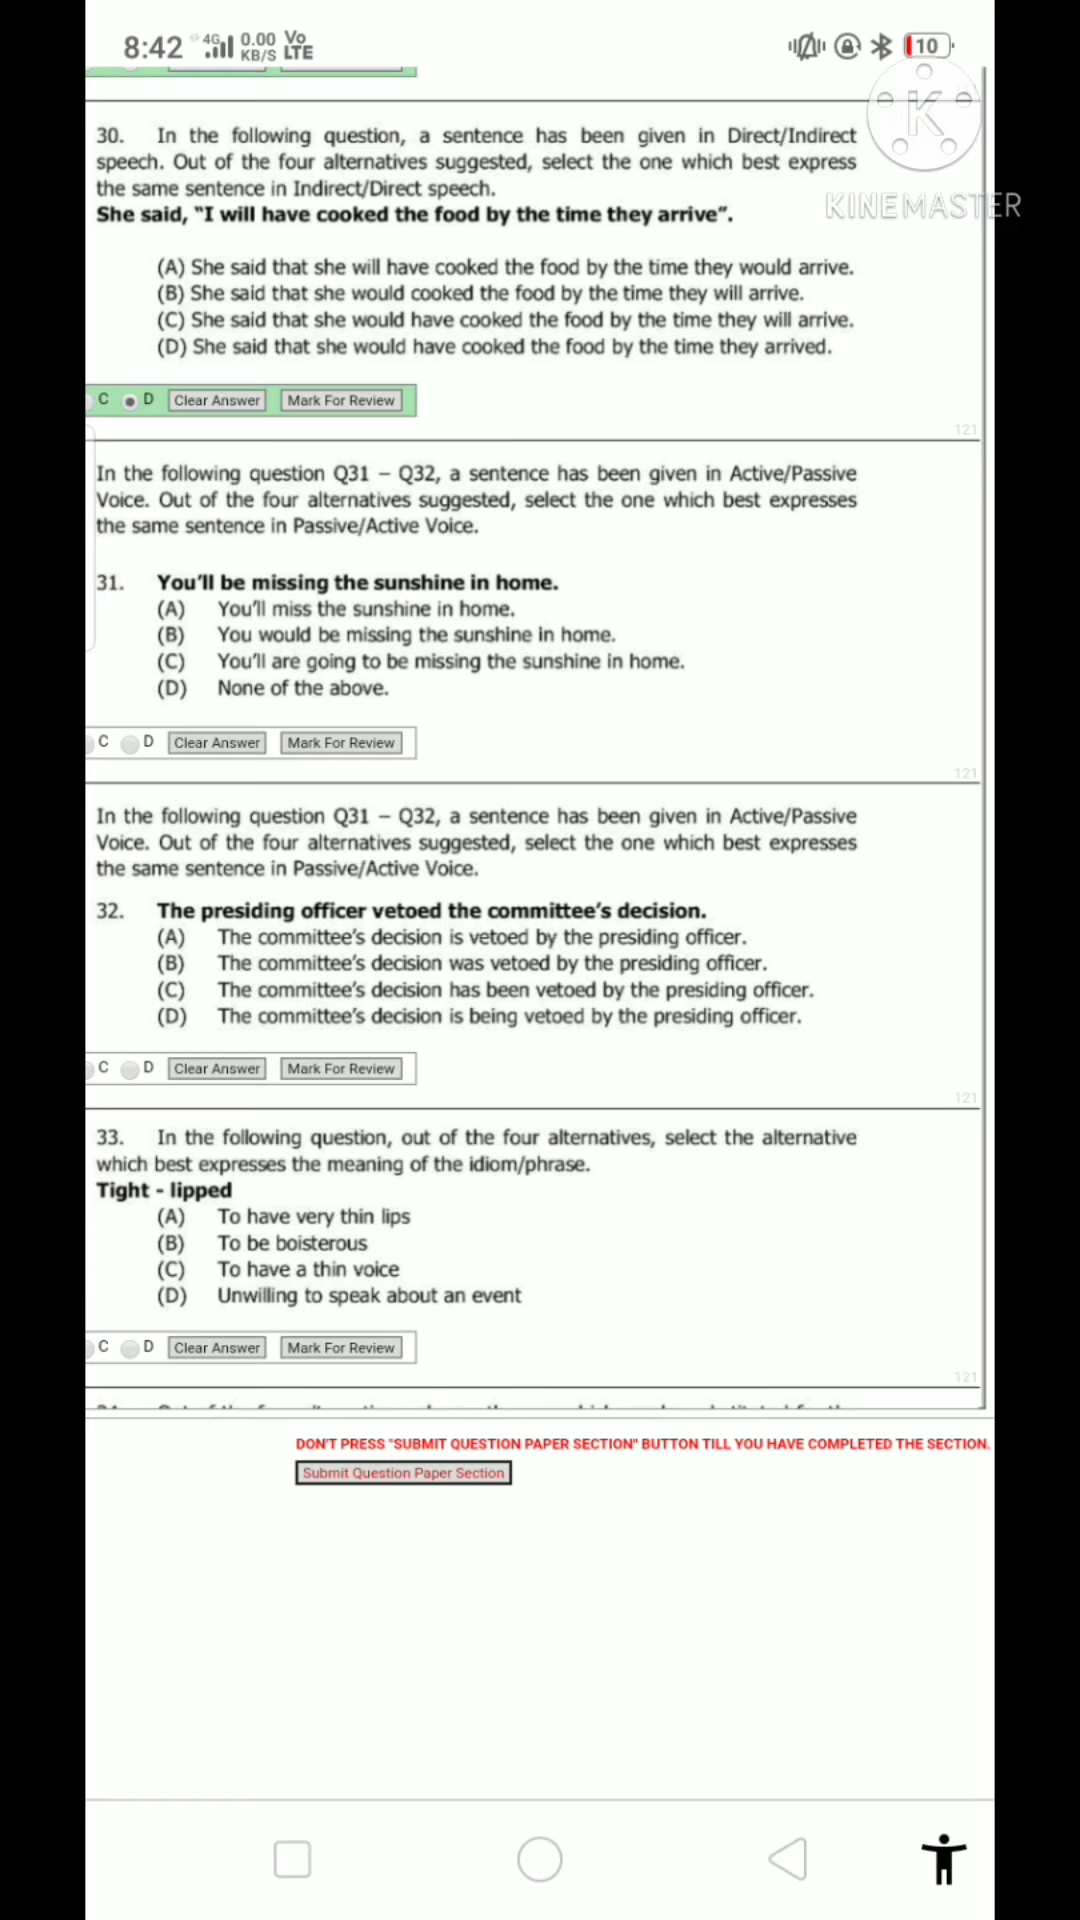 8:42 4G 0.00 KB/S Vo LTE 10
K
KINEMASTER
30. In the following question, a sentence has been given in Direct/Indirect
speech. Out of the four alternatives suggested, select the one which best express
the same sentence in Indirect/Direct speech.
She said, “I will have cooked the food by the time they arrive”.
(A) She said that she will have cooked the food by the time they would arrive.
(B) She said that she would cooked the food by the time they will arrive.
(C) She said that she would have cooked the food by the time they will arrive.
(D) She said that she would have cooked the food by the time they arrived.
C D Clear Answer Mark For Review
121
In the following question Q31 – Q32, a sentence has been given in Active/Passive
Voice. Out of the four alternatives suggested, select the one which best expresses
the same sentence in Passive/Active Voice.
31. You’ll be missing the sunshine in home.
(A) You’ll miss the sunshine in home.
(B) You would be missing the sunshine in home.
(C) You’ll are going to be missing the sunshine in home.
(D) None of the above.
C D Clear Answer Mark For Review
121
In the following question Q31 – Q32, a sentence has been given in Active/Passive
Voice. Out of the four alternatives suggested, select the one which best expresses
the same sentence in Passive/Active Voice.
32. The presiding officer vetoed the committee’s decision.
(A) The committee’s decision is vetoed by the presiding officer.
(B) The committee’s decision was vetoed by the presiding officer.
(C) The committee’s decision has been vetoed by the presiding officer.
(D) The committee’s decision is being vetoed by the presiding officer.
C D Clear Answer Mark For Review
121
33. In the following question, out of the four alternatives, select the alternative
which best expresses the meaning of the idiom/phrase.
Tight - lipped
(A) To have very thin lips
(B) To be boisterous
(C) To have a thin voice
(D) Unwilling to speak about an event
C D Clear Answer Mark For Review
121
DON'T PRESS "SUBMIT QUESTION PAPER SECTION" BUTTON TILL YOU HAVE COMPLETED THE SECTION.
Submit Question Paper Section